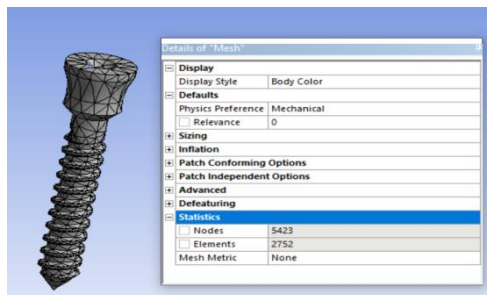 Details of "Mesh"
Display
Display Style Body Color
Defaults
Physics Preference Mechanical
Relevance 0
Sizing
Inflation
Patch Conforming Options
Patch Independent Options
Advanced
Defeaturing
Statistics
Nodes 5423
Elements 2752
Mesh Metric None